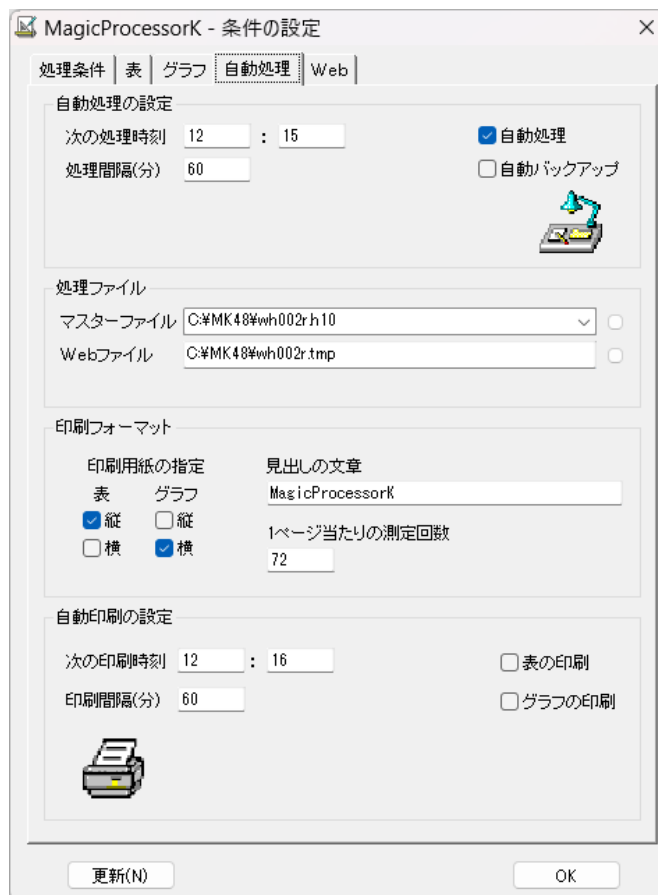 MagicProcessorK - 条件の設定
処理条件 表 グラフ 自動処理 Web
自動処理の設定
次の処理時刻 12 : 15 自動処理
処理間隔(分) 60 自動バックアップ
処理ファイル
マスターファイル C:¥MK48¥wh002r.h10
Webファイル C:¥MK48¥wh002r.tmp
印刷フォーマット
印刷用紙の指定 見出しの文章
表 グラフ MagicProcessorK
縦 縦 1ページ当たりの測定回数
横 横 72
自動印刷の設定
次の印刷時刻 12 : 16 表の印刷
印刷間隔(分) 60 グラフの印刷
更新(N) OK